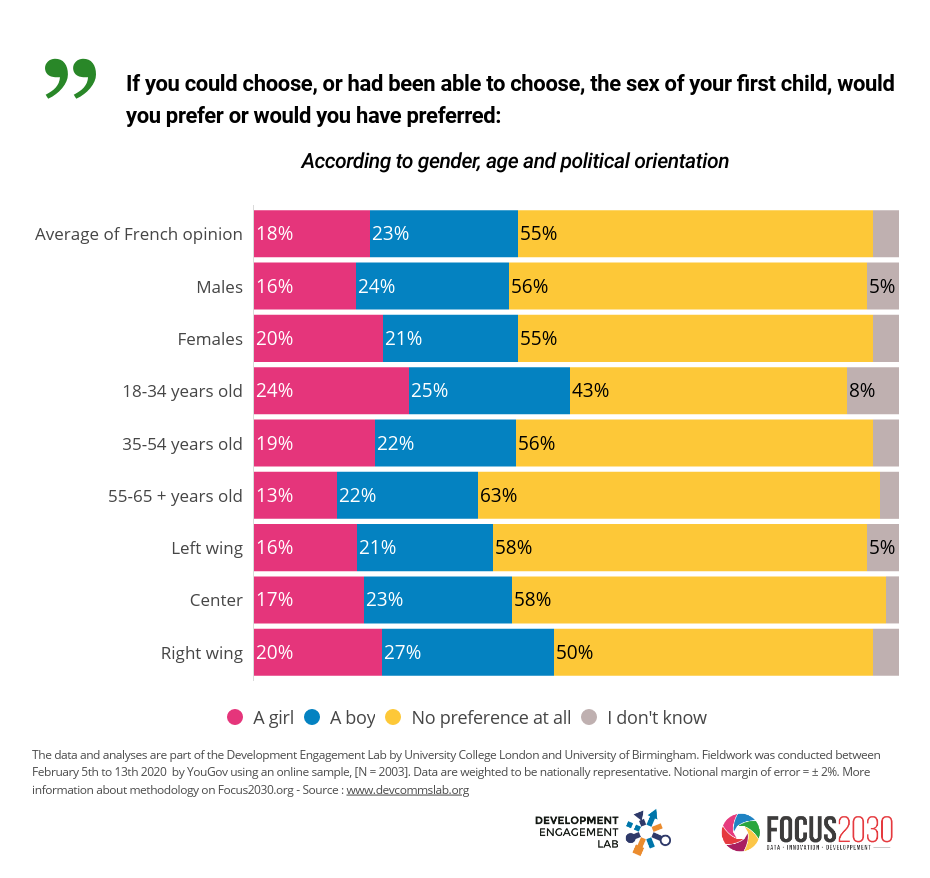 If you could choose, or had been able to choose, the sex of your first child, would
you prefer or would you have preferred:
According to gender, age and political orientation
Average of French opinion 18% 23% 55%
Males 16% 24% 56% 5%
Females 20% 21% 55%
18-34 years old 24% 25% 43% 8%
35-54 years old 19% 22% 56%
55-65 + years old 13% 22% 63%
Left wing 16% 21% 58% 5%
Center 17% 23% 58%
Right wing 20% 27% 50%
A girl A boy No preference at all I don't know
The data and analyses are part of the Development Engagement Lab by University College London and University of Birmingham. Fieldwork was conducted between
February 5th to 13th 2020 by YouGov using an online sample, [N = 2003]. Data are weighted to be nationally representative. Notional margin of error = ± 2%. More
information about methodology on Focus2030.org - Source : www.devcommslab.org
DEVELOPMENT
ENGAGEMENT
LAB
FOCUS2030
DATA · INNOVATION · DEVELOPPEMENT